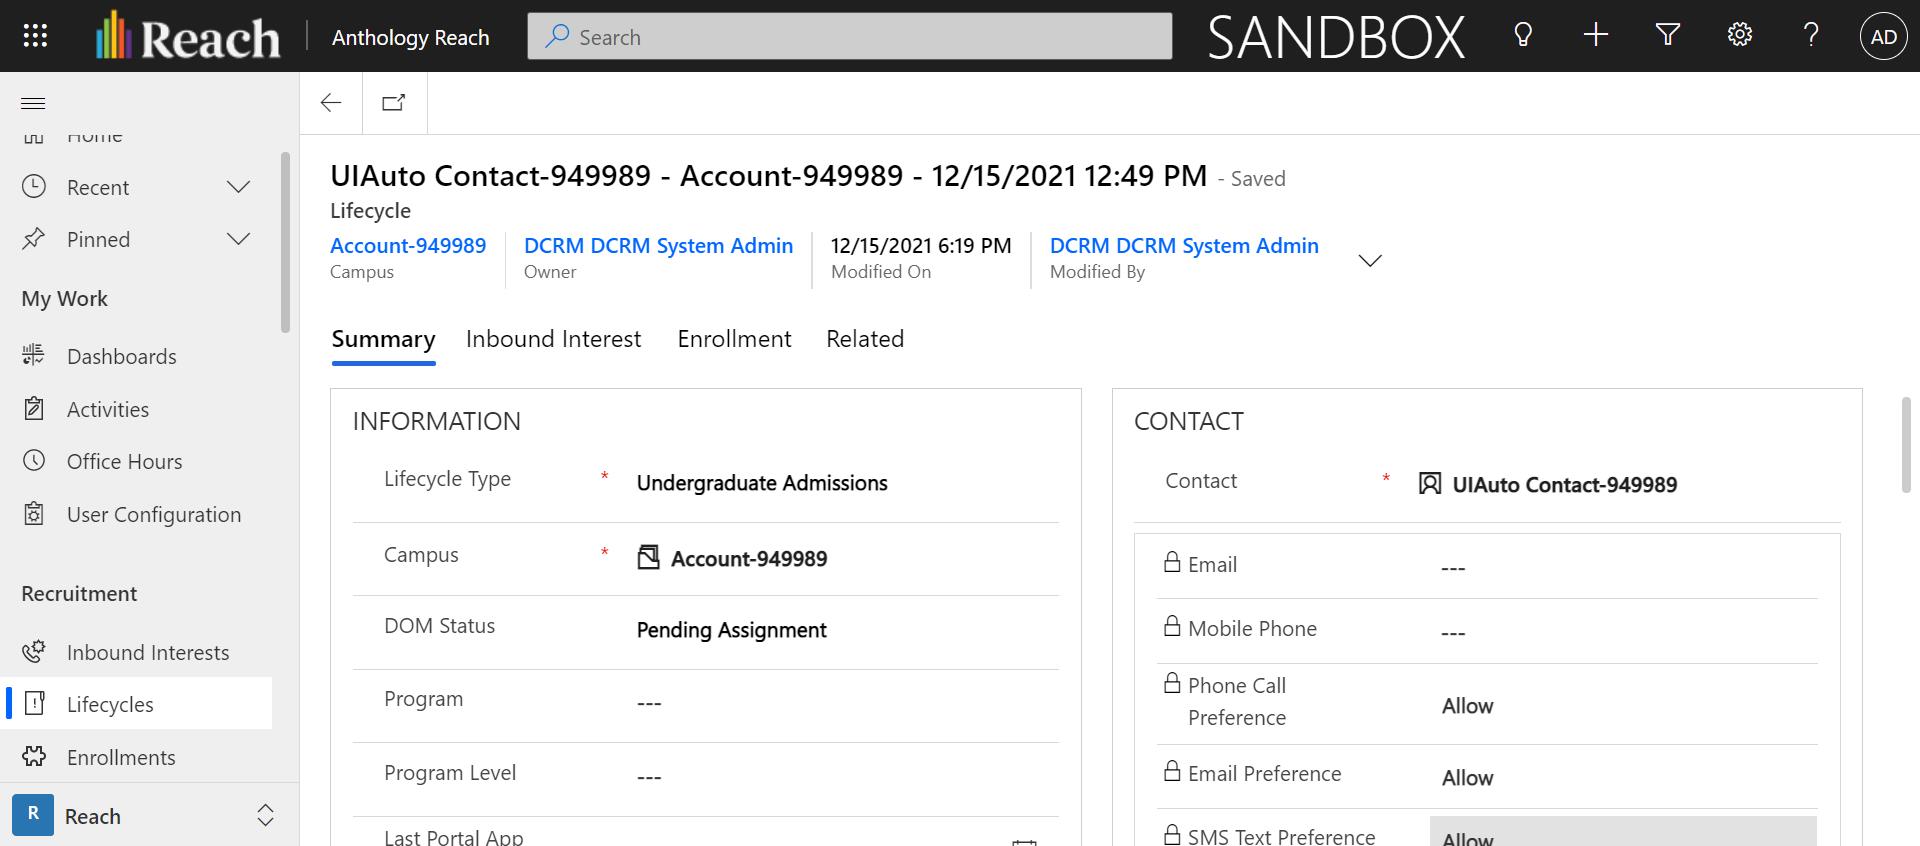 Reach
Anthology Reach
Search
SANDBOX
AD
Home
Recent
Pinned
My Work
Dashboards
Activities
Office Hours
User Configuration
Recruitment
Inbound Interests
Lifecycles
Enrollments
R
Reach
UIAuto Contact-949989 - Account-949989 - 12/15/2021 12:49 PM - Saved
Lifecycle
Account-949989
Campus
DCRM DCRM System Admin
Owner
12/15/2021 6:19 PM
Modified On
DCRM DCRM System Admin
Modified By
Summary Inbound Interest Enrollment Related
INFORMATION
Lifecycle Type * Undergraduate Admissions
Campus * Account-949989
DOM Status Pending Assignment
Program ---
Program Level ---
Last Portal App
CONTACT
Contact * UIAuto Contact-949989
Email ---
Mobile Phone ---
Phone Call
Preference
Allow
Email Preference Allow
SMS Text Preference Allow